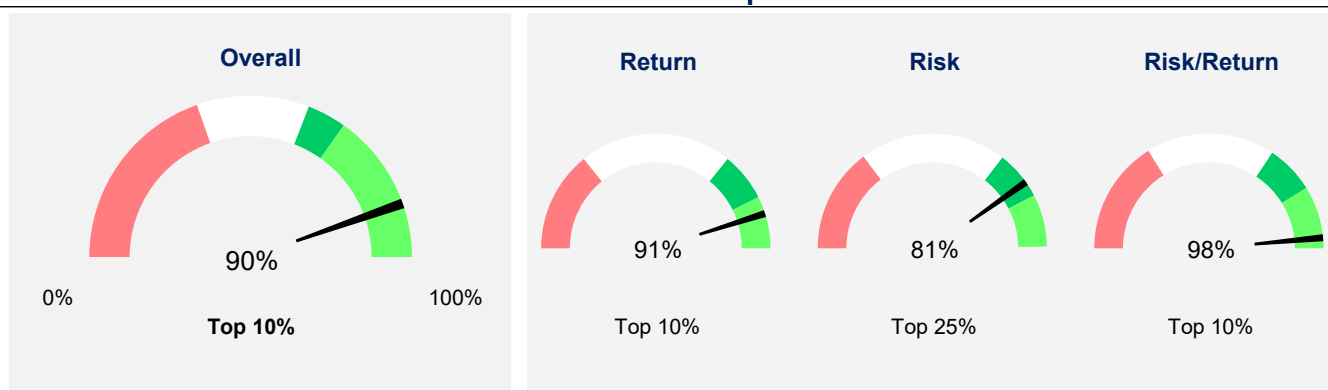 Overall
90%
0%
100%
Top 10%
Return
91%
Top 10%
Risk
81%
Top 25%
Risk/Return
98%
Top 10%